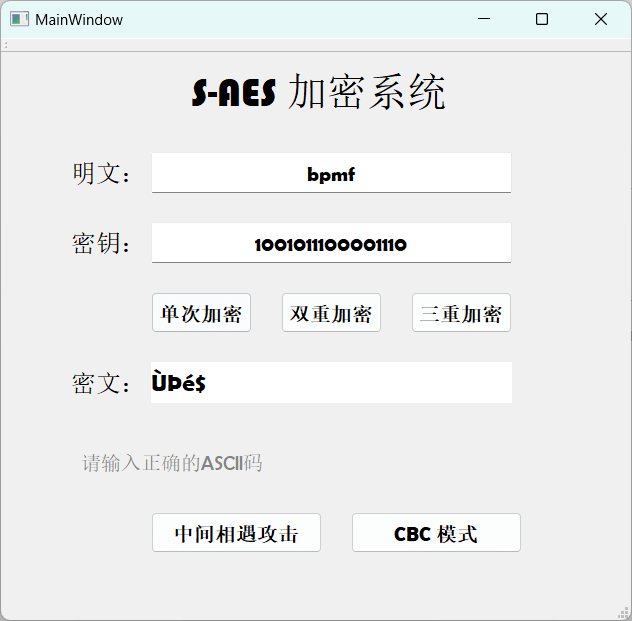 MainWindow
S-AES 加密系统
明文： bpmf
密钥： 1001011100001110
单次加密 双重加密 三重加密
密文： ÙÞé$
请输入正确的ASCII码
中间相遇攻击 CBC 模式